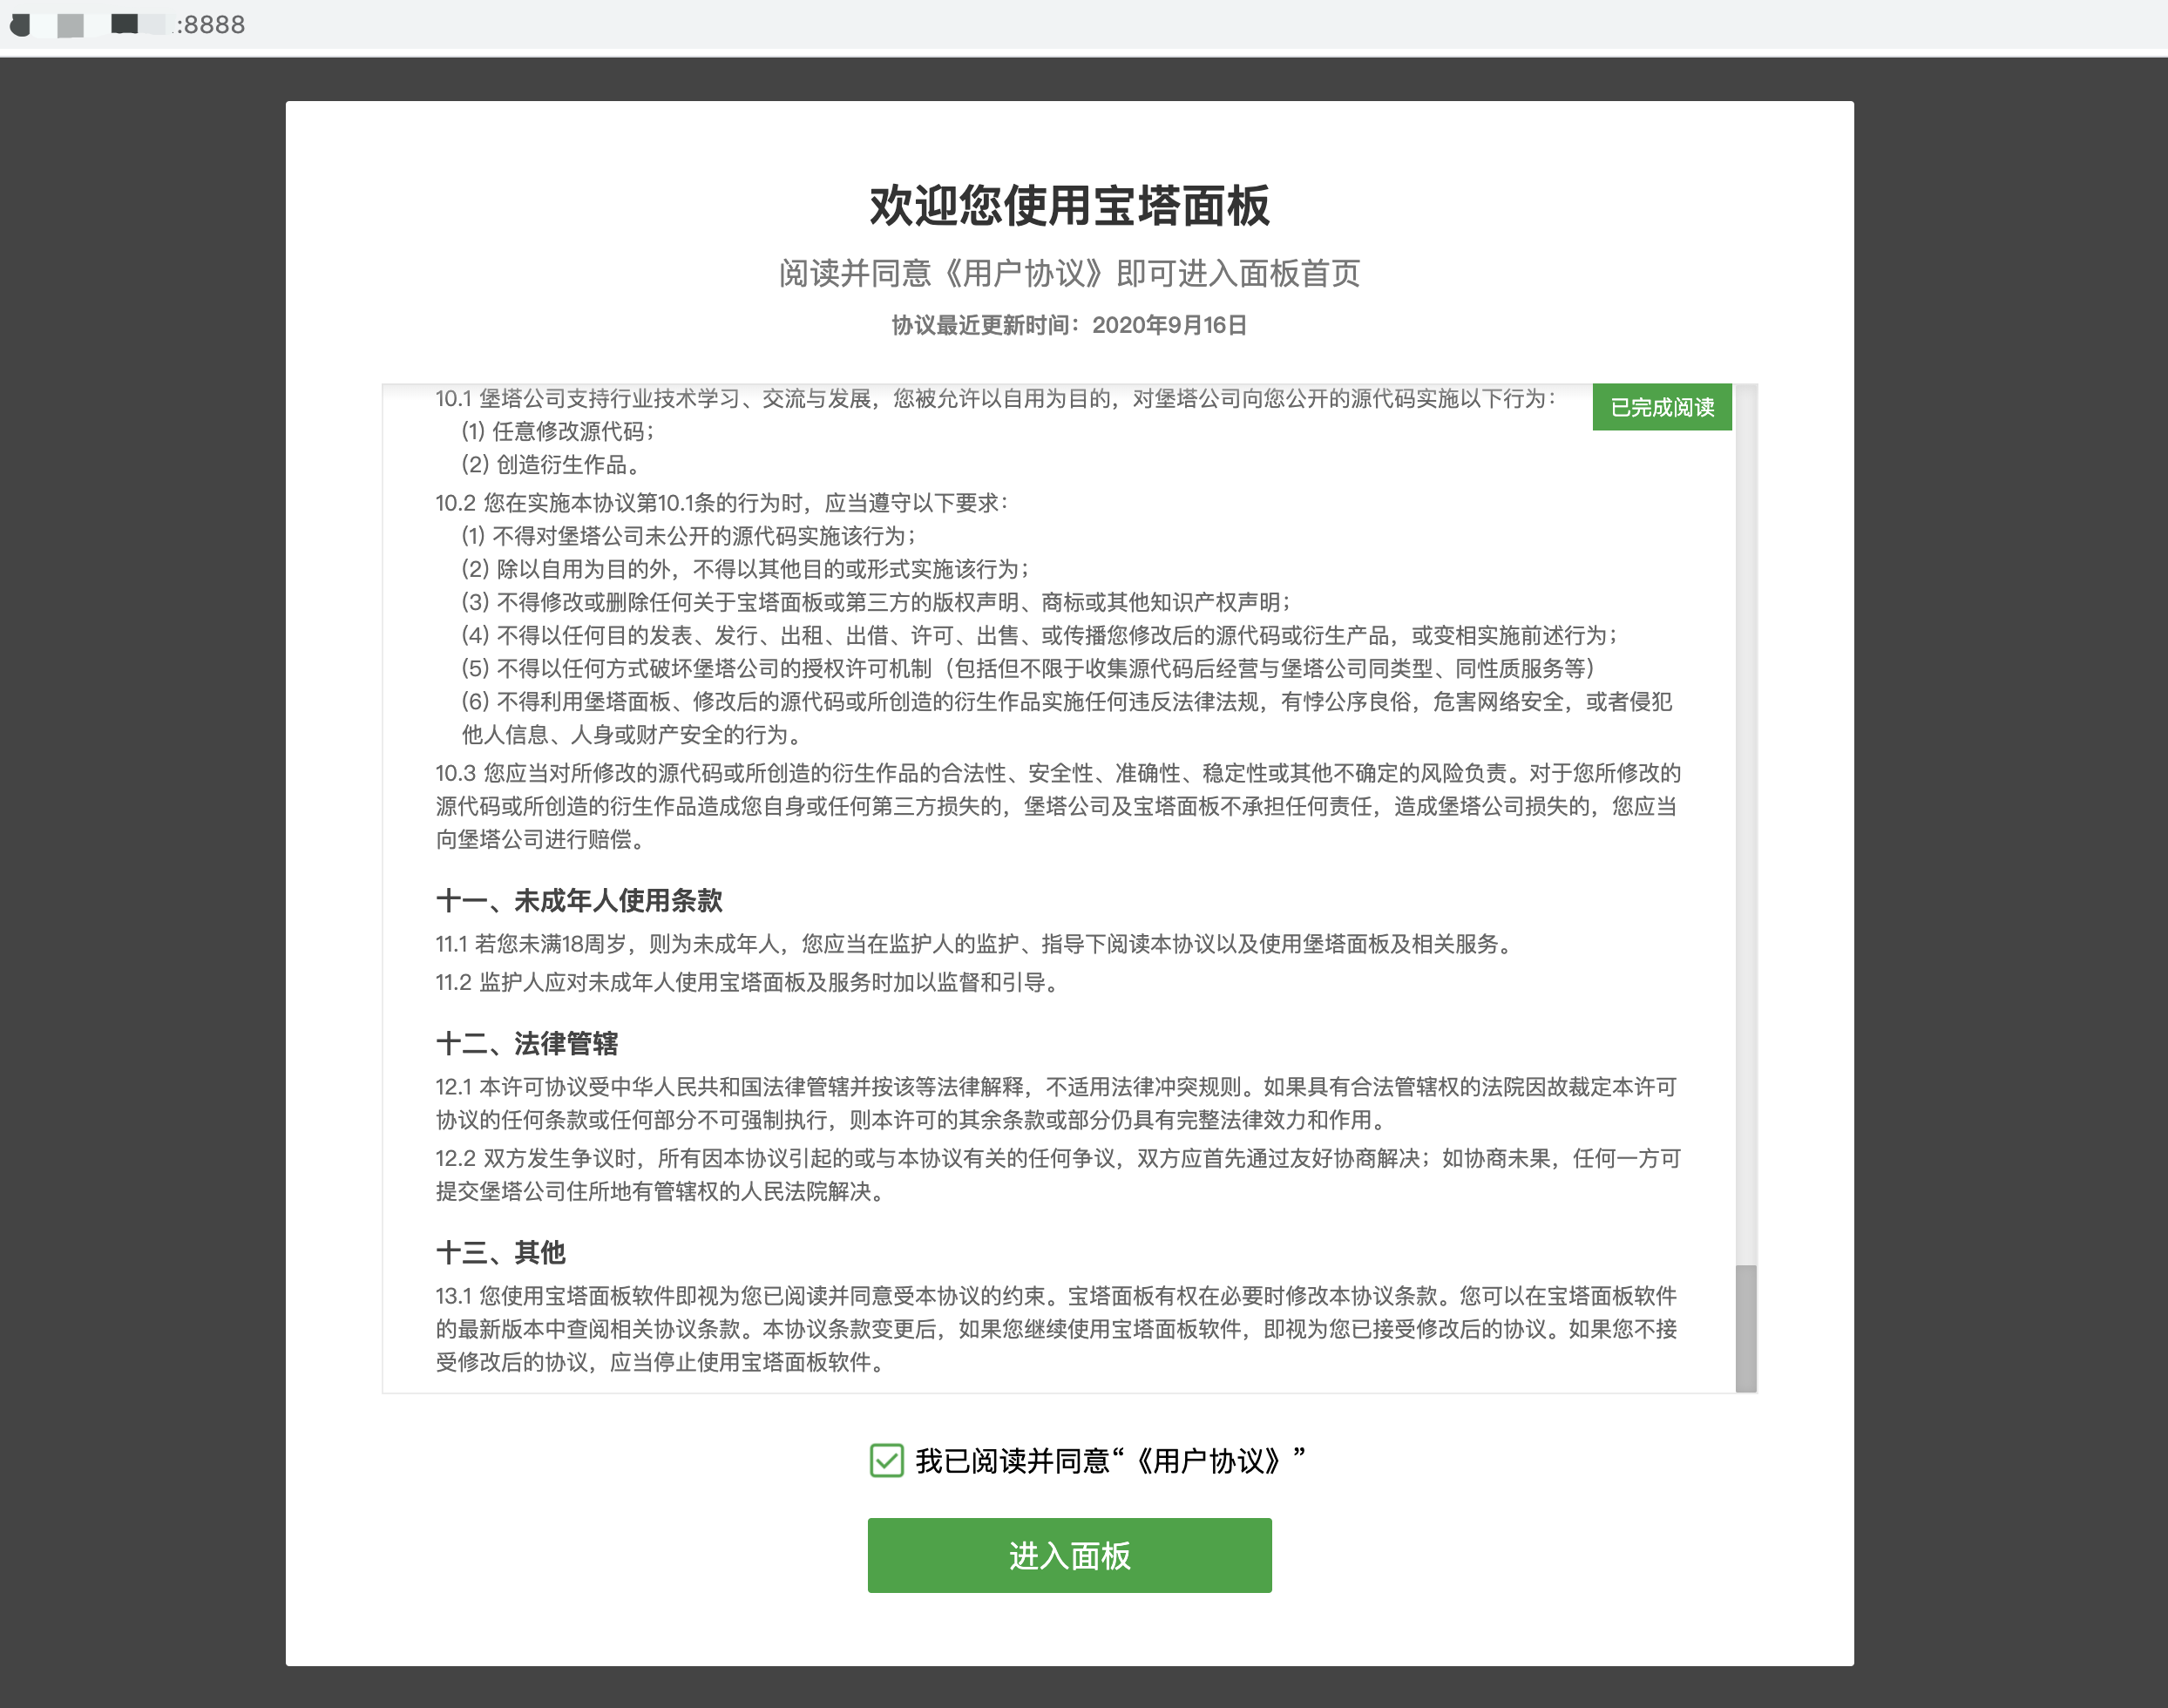 :8888
欢迎您使用宝塔面板
阅读并同意《用户协议》即可进入面板首页
协议最近更新时间：2020年9月16日
10.1 堡塔公司支持行业技术学习、交流与发展，您被允许以自用为目的，对堡塔公司向您公开的源代码实施以下行为：
已完成阅读
(1) 任意修改源代码；
(2) 创造衍生作品。
10.2 您在实施本协议第10.1条的行为时，应当遵守以下要求：
(1) 不得对堡塔公司未公开的源代码实施该行为；
(2) 除以自用为目的外，不得以其他目的或形式实施该行为；
(3) 不得修改或删除任何关于宝塔面板或第三方的版权声明、商标或其他知识产权声明；
(4) 不得以任何目的发表、发行、出租、出借、许可、出售、或传播您修改后的源代码或衍生产品，或变相实施前述行为；
(5) 不得以任何方式破坏堡塔公司的授权许可机制（包括但不限于收集源代码后经营与堡塔公司同类型、同性质服务等）
(6) 不得利用堡塔面板、修改后的源代码或所创造的衍生作品实施任何违反法律法规，有悖公序良俗，危害网络安全，或者侵犯
他人信息、人身或财产安全的行为。
10.3 您应当对所修改的源代码或所创造的衍生作品的合法性、安全性、准确性、稳定性或其他不确定的风险负责。对于您所修改的
源代码或所创造的衍生作品造成您自身或任何第三方损失的，堡塔公司及宝塔面板不承担任何责任，造成堡塔公司损失的，您应当
向堡塔公司进行赔偿。
十一、未成年人使用条款
11.1 若您未满18周岁，则为未成年人，您应当在监护人的监护、指导下阅读本协议以及使用堡塔面板及相关服务。
11.2 监护人应对未成年人使用宝塔面板及服务时加以监督和引导。
十二、法律管辖
12.1 本许可协议受中华人民共和国法律管辖并按该等法律解释，不适用法律冲突规则。如果具有合法管辖权的法院因故裁定本许可
协议的任何条款或任何部分不可强制执行，则本许可的其余条款或部分仍具有完整法律效力和作用。
12.2 双方发生争议时，所有因本协议引起的或与本协议有关的任何争议，双方应首先通过友好协商解决；如协商未果，任何一方可
提交堡塔公司住所地有管辖权的人民法院解决。
十三、其他
13.1 您使用宝塔面板软件即视为您已阅读并同意受本协议的约束。宝塔面板有权在必要时修改本协议条款。您可以在宝塔面板软件
的最新版本中查阅相关协议条款。本协议条款变更后，如果您继续使用宝塔面板软件，即视为您已接受修改后的协议。如果您不接
受修改后的协议，应当停止使用宝塔面板软件。
我已阅读并同意“《用户协议》”
进入面板